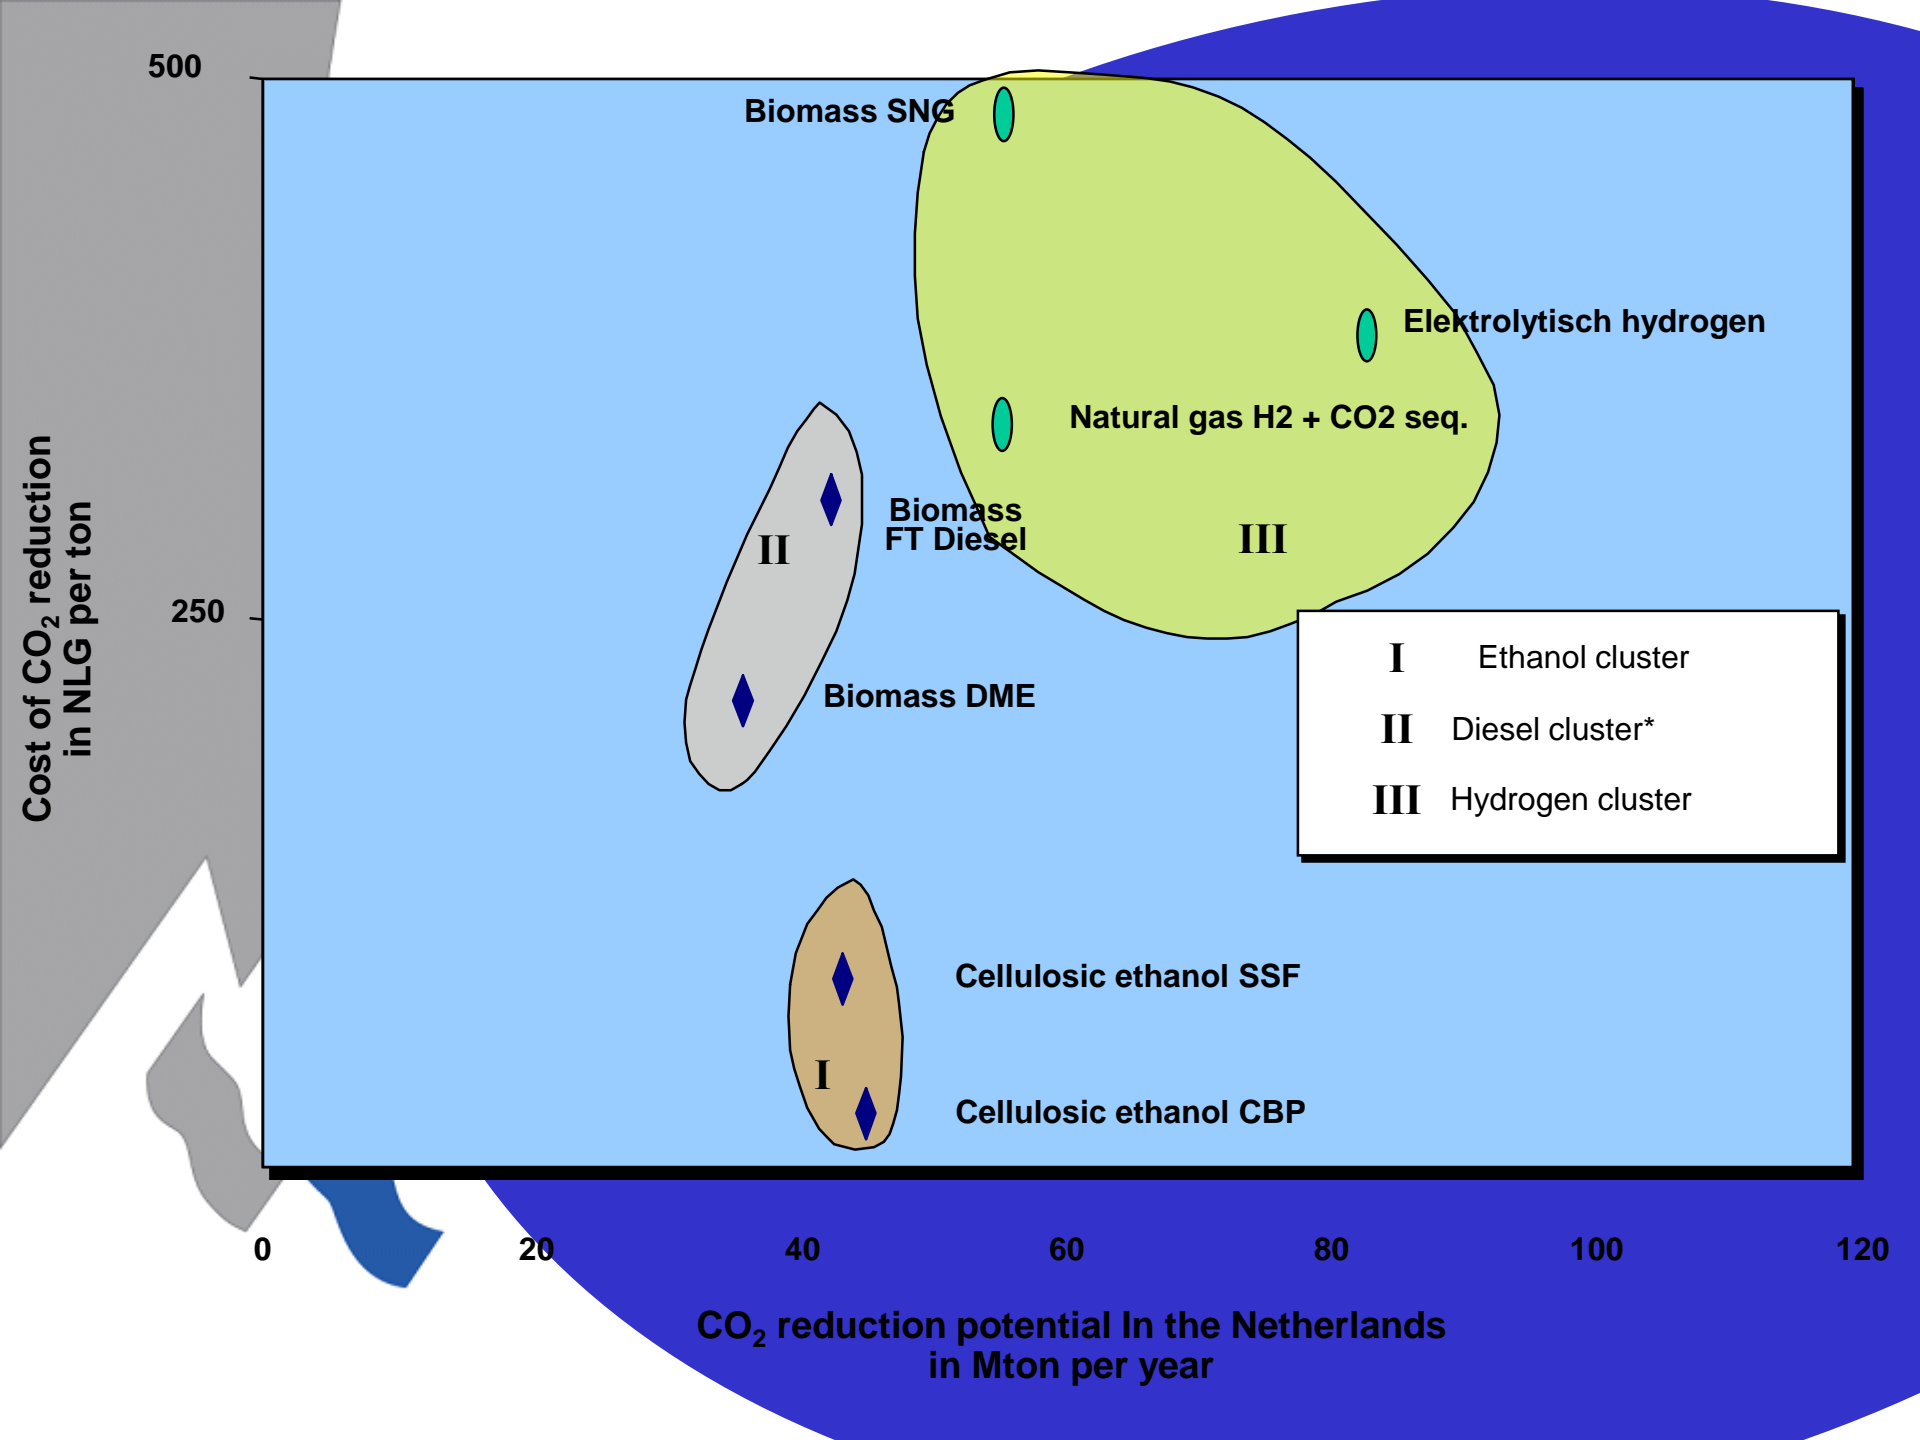 500
Biomass SNG
Elektrolytisch hydrogen
Natural gas H2 + CO2 seq.
Biomass
FT Diesel
II
III
250
Cost of CO₂ reduction
in NLG per ton
I Ethanol cluster
Biomass DME
II Diesel cluster*
III Hydrogen cluster
Cellulosic ethanol SSF
I
Cellulosic ethanol CBP
0 20 40 60 80 100 120
CO₂ reduction potential In the Netherlands
in Mton per year